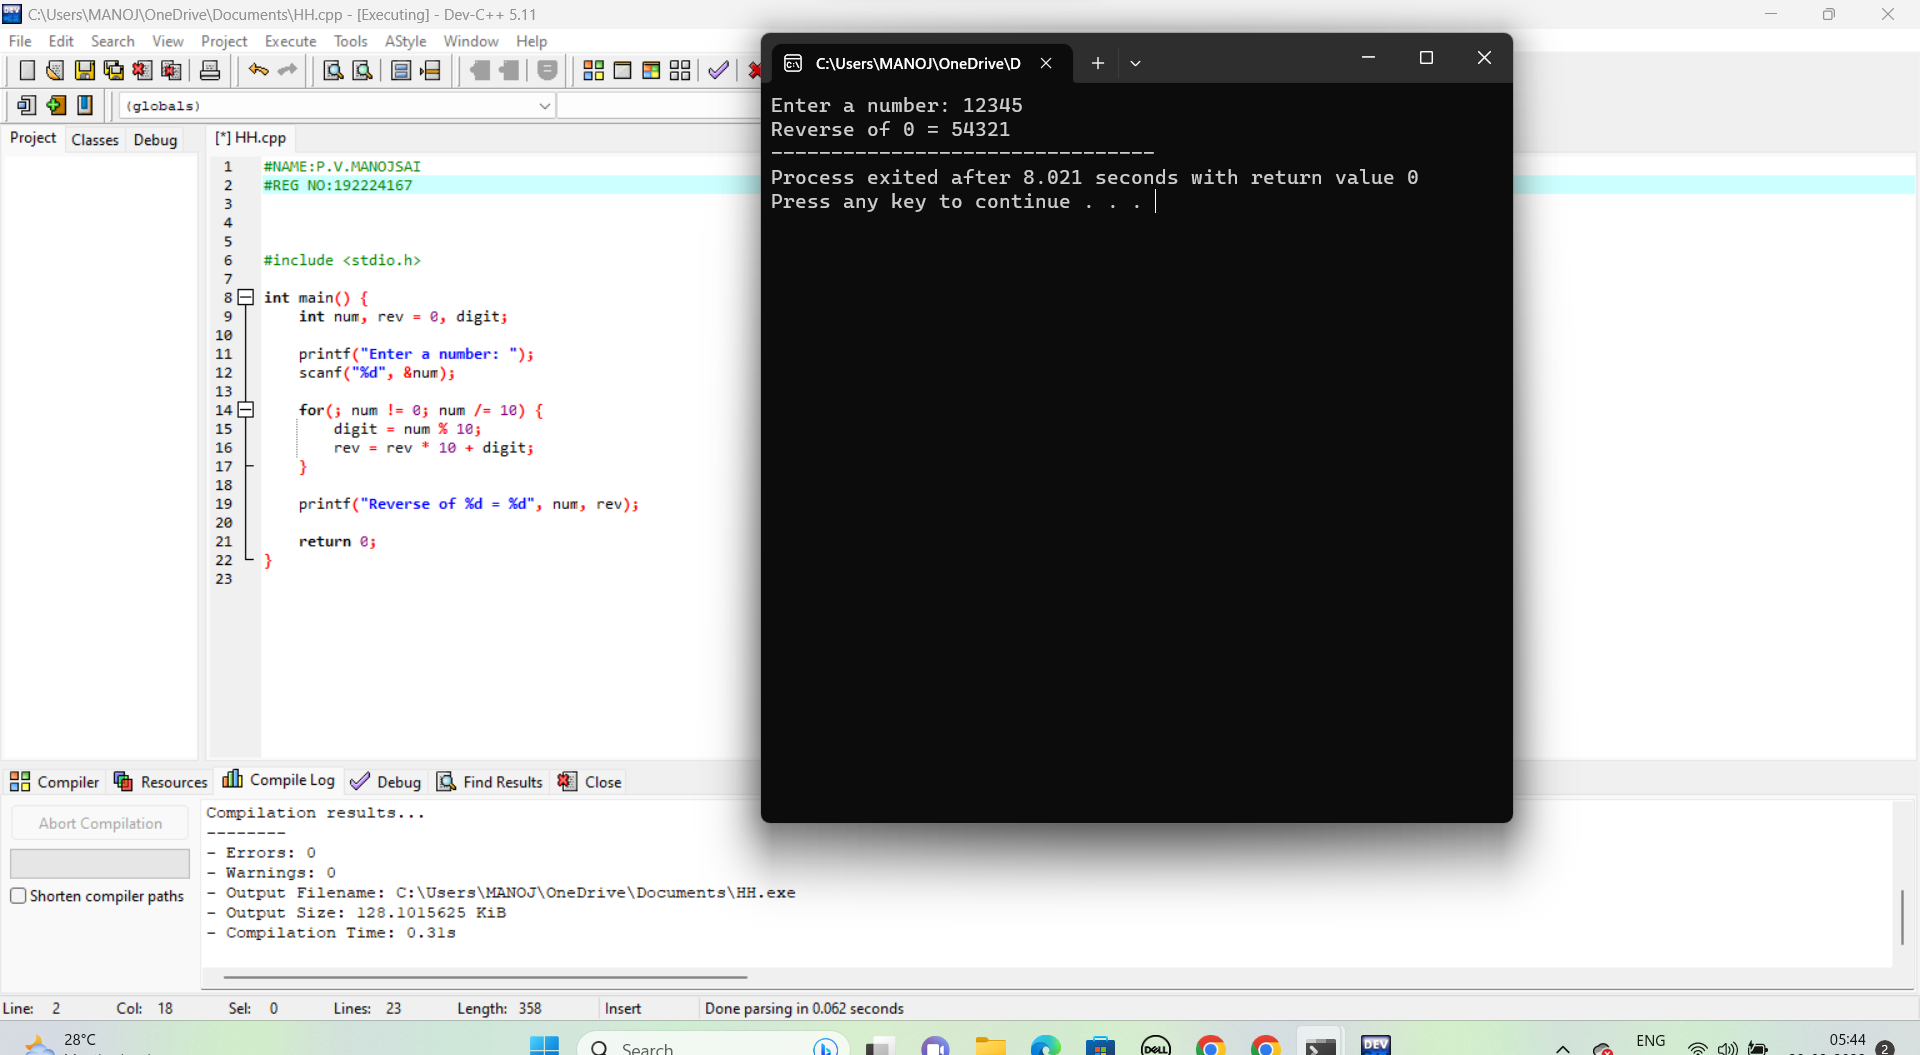 C:\Users\MANOJ\OneDrive\Documents\HH.cpp - [Executing] - Dev-C++ 5.11
File Edit Search View Project Execute Tools AStyle Window Help
(globals)
Project Classes Debug
[*] HH.cpp
1 #NAME:P.V.MANOJSAI
2 #REG NO:192224167
3
4
5
6 #include <stdio.h>
7
8 int main() {
9 int num, rev = 0, digit;
10
11 printf("Enter a number: ");
12 scanf("%d", &num);
13
14 for(; num != 0; num /= 10) {
15 digit = num % 10;
16 rev = rev * 10 + digit;
17 }
18
19 printf("Reverse of %d = %d", num, rev);
20
21 return 0;
22 }
23
C:\Users\MANOJ\OneDrive\D
Enter a number: 12345
Reverse of 0 = 54321
--------------------------------
Process exited after 8.021 seconds with return value 0
Press any key to continue . . .
Compiler Resources Compile Log Debug Find Results Close
Abort Compilation
Shorten compiler paths
Compilation results...
--------
- Errors: 0
- Warnings: 0
- Output Filename: C:\Users\MANOJ\OneDrive\Documents\HH.exe
- Output Size: 128.1015625 KiB
- Compilation Time: 0.31s
Line: 2 Col: 18 Sel: 0 Lines: 23 Length: 358 Insert Done parsing in 0.062 seconds
28°C
Search
DELL
DEV
ENG
05:44
2